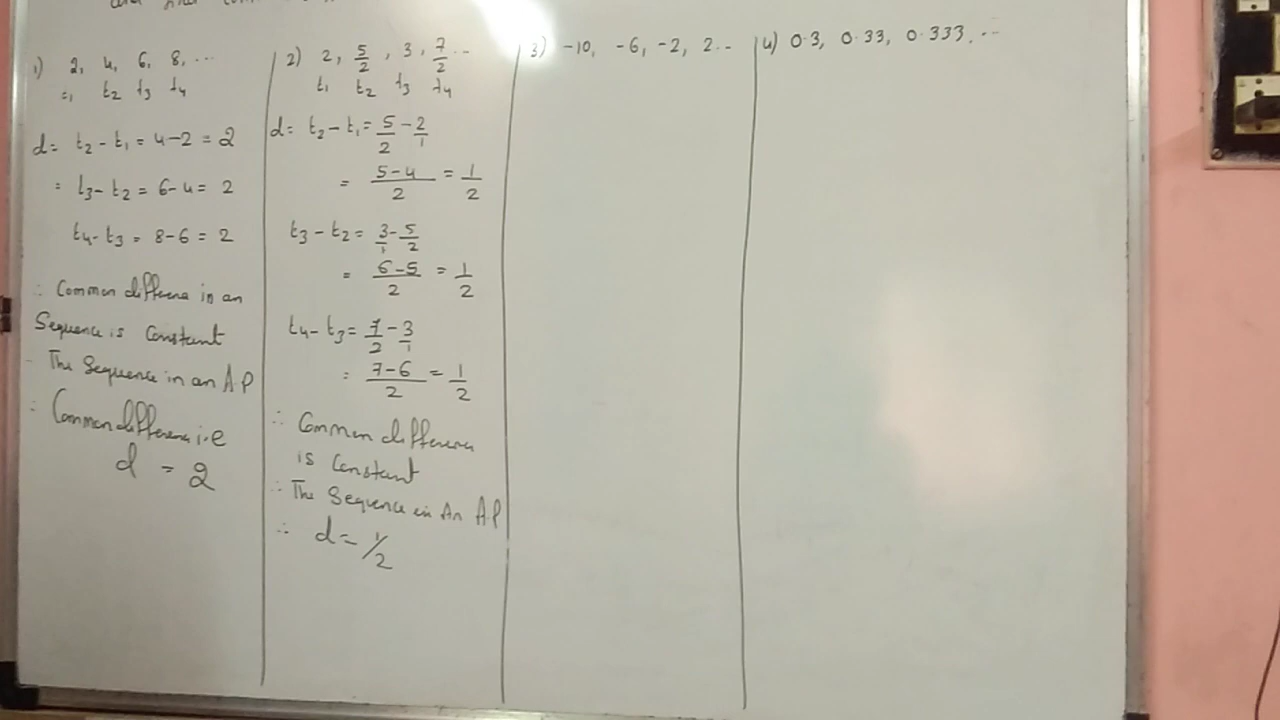 1) 2, 4, 6, 8, ...
t₂ t₃ t₄
d = t₂ - t₁ = 4-2 = 2
= t₃ - t₂ = 6-4 = 2
t₄ - t₃ = 8-6 = 2
∴ Common differenc in an
Sequence is Constant
The Sequence in an AP
∴ Common differenc i.e
d = 2
2) 2, 5/2, 3, 7/2 ...
t₁ t₂ t₃ t₄
d = t₂ - t₁ = 5/2 - 2/1
= 5-4/2 = 1/2
t₃ - t₂ = 3/1 - 5/2
= 6-5/2 = 1/2
t₄ - t₃ = 7/2 - 3/1
= 7-6/2 = 1/2
∴ Common difference
is Constant
∴ The Sequence in An AP
∴ d = 1/2
3) -10, -6, -2, 2...
4) 0.3, 0.33, 0.333, ...